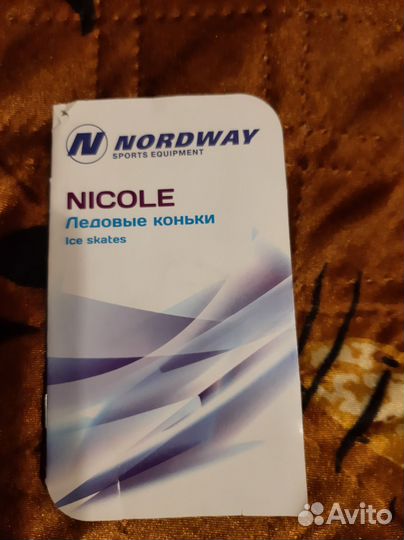 N NORDWAY
SPORTS EQUIPMENT
NICOLE
Ледовые коньки
Ice skates
Avito